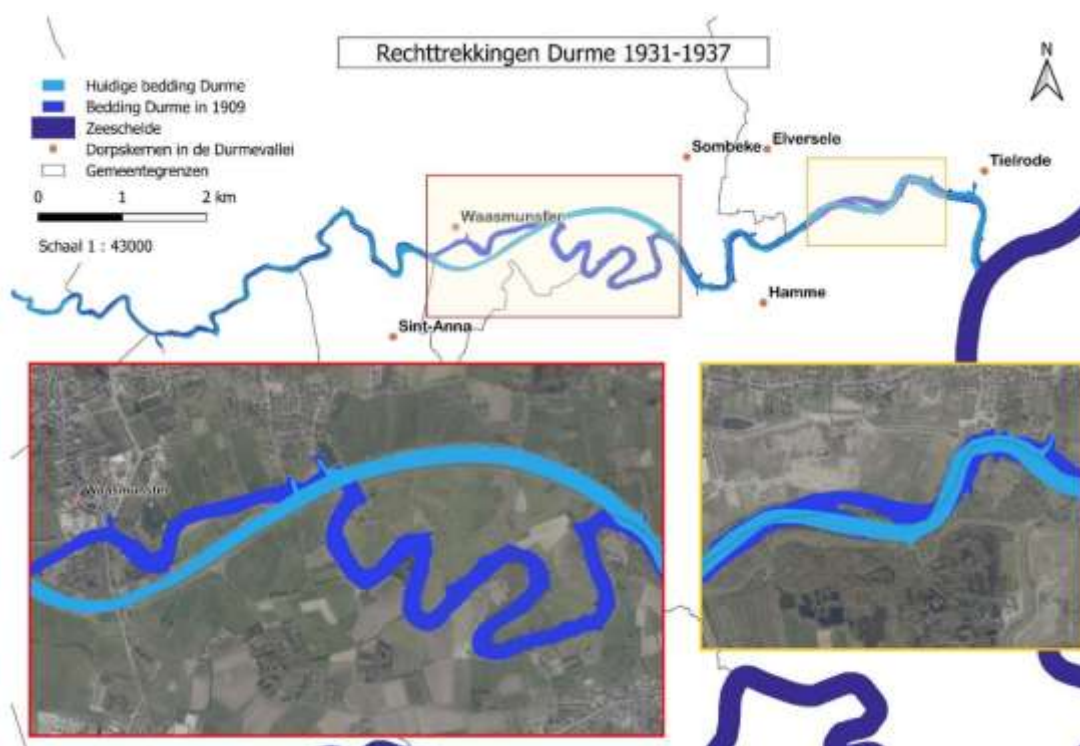 Rechttrekkingen Durme 1931-1937
N
Huidige bedding Durme
Bedding Durme in 1909
Zeeschelde
Dorpskernen in de Durmevallei
Gemeentegrenzen
0 1 2 km
Schaal 1 : 43000
Sombeke
Elversele
Tielrode
Waasmunster
Hamme
Sint-Anna
Waasmunster